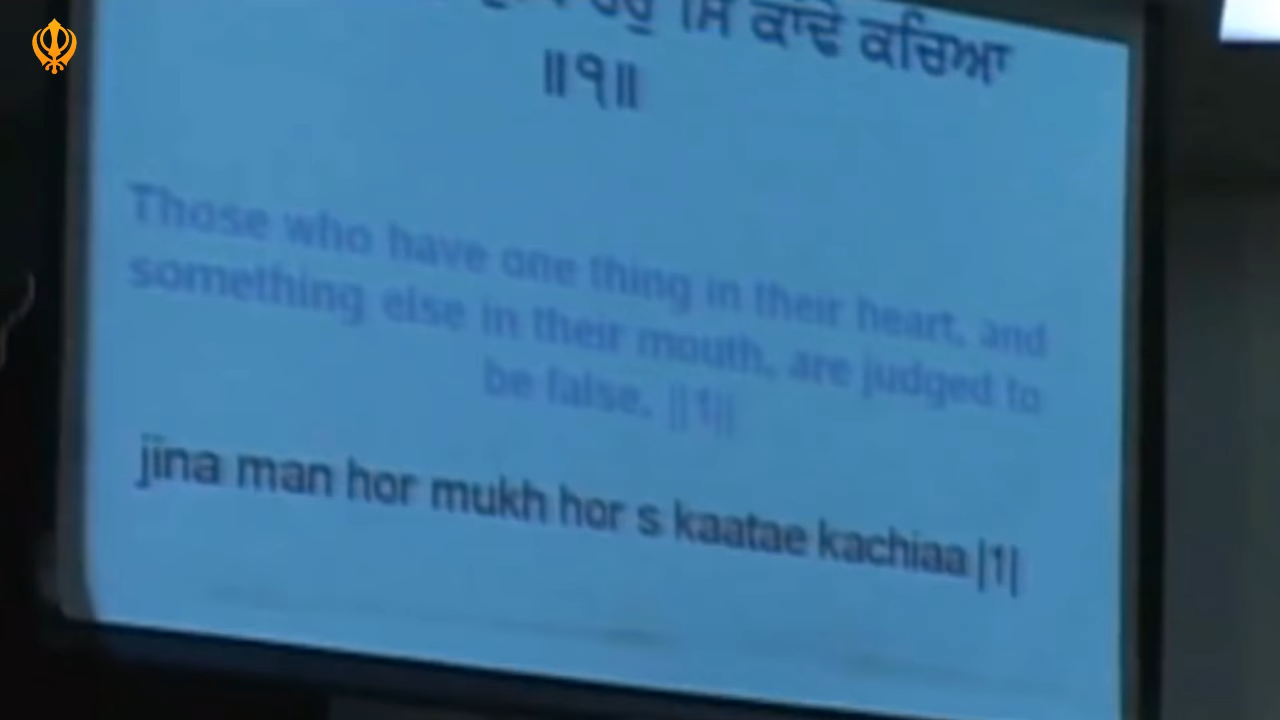 ਸਿ ਕਾਂਢੇ ਕਚਿਆ
॥੧॥
Those who have one thing in their heart, and
something else in their mouth, are judged to
be false. ||1||
jina man hor mukh hor s kaatae kachiaa |1|